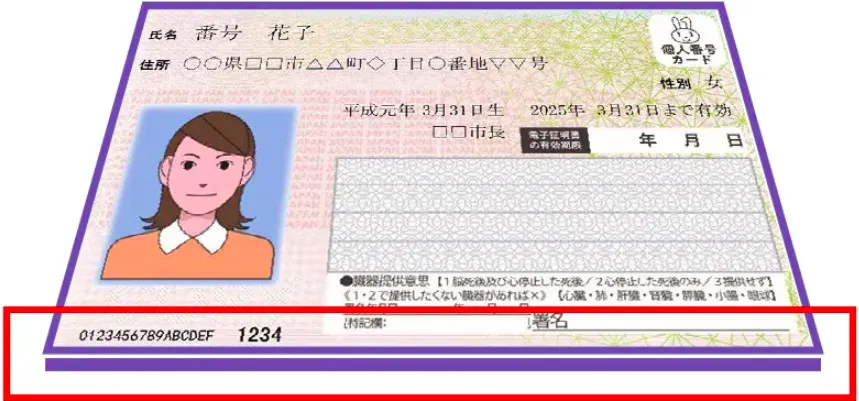 氏名 番号 花子
個人番号
カード
住所 ○○県□□市△△町◇丁目○番地▽▽号
性別 女
平成元年 3月31日生 2025年 3月31日まで有効
□□市長
電子証明書
の有効期限
年 月 日
●臓器提供意思【1脳死後及び心停止した死後／2心停止した死後のみ／3提供せず】
《1・2で提供したくない臓器があれば×》【心臓・肺・肝臓・腎臓・膵臓・小腸・眼球】
[特記欄:
]署名
0123456789ABCDEF 1234